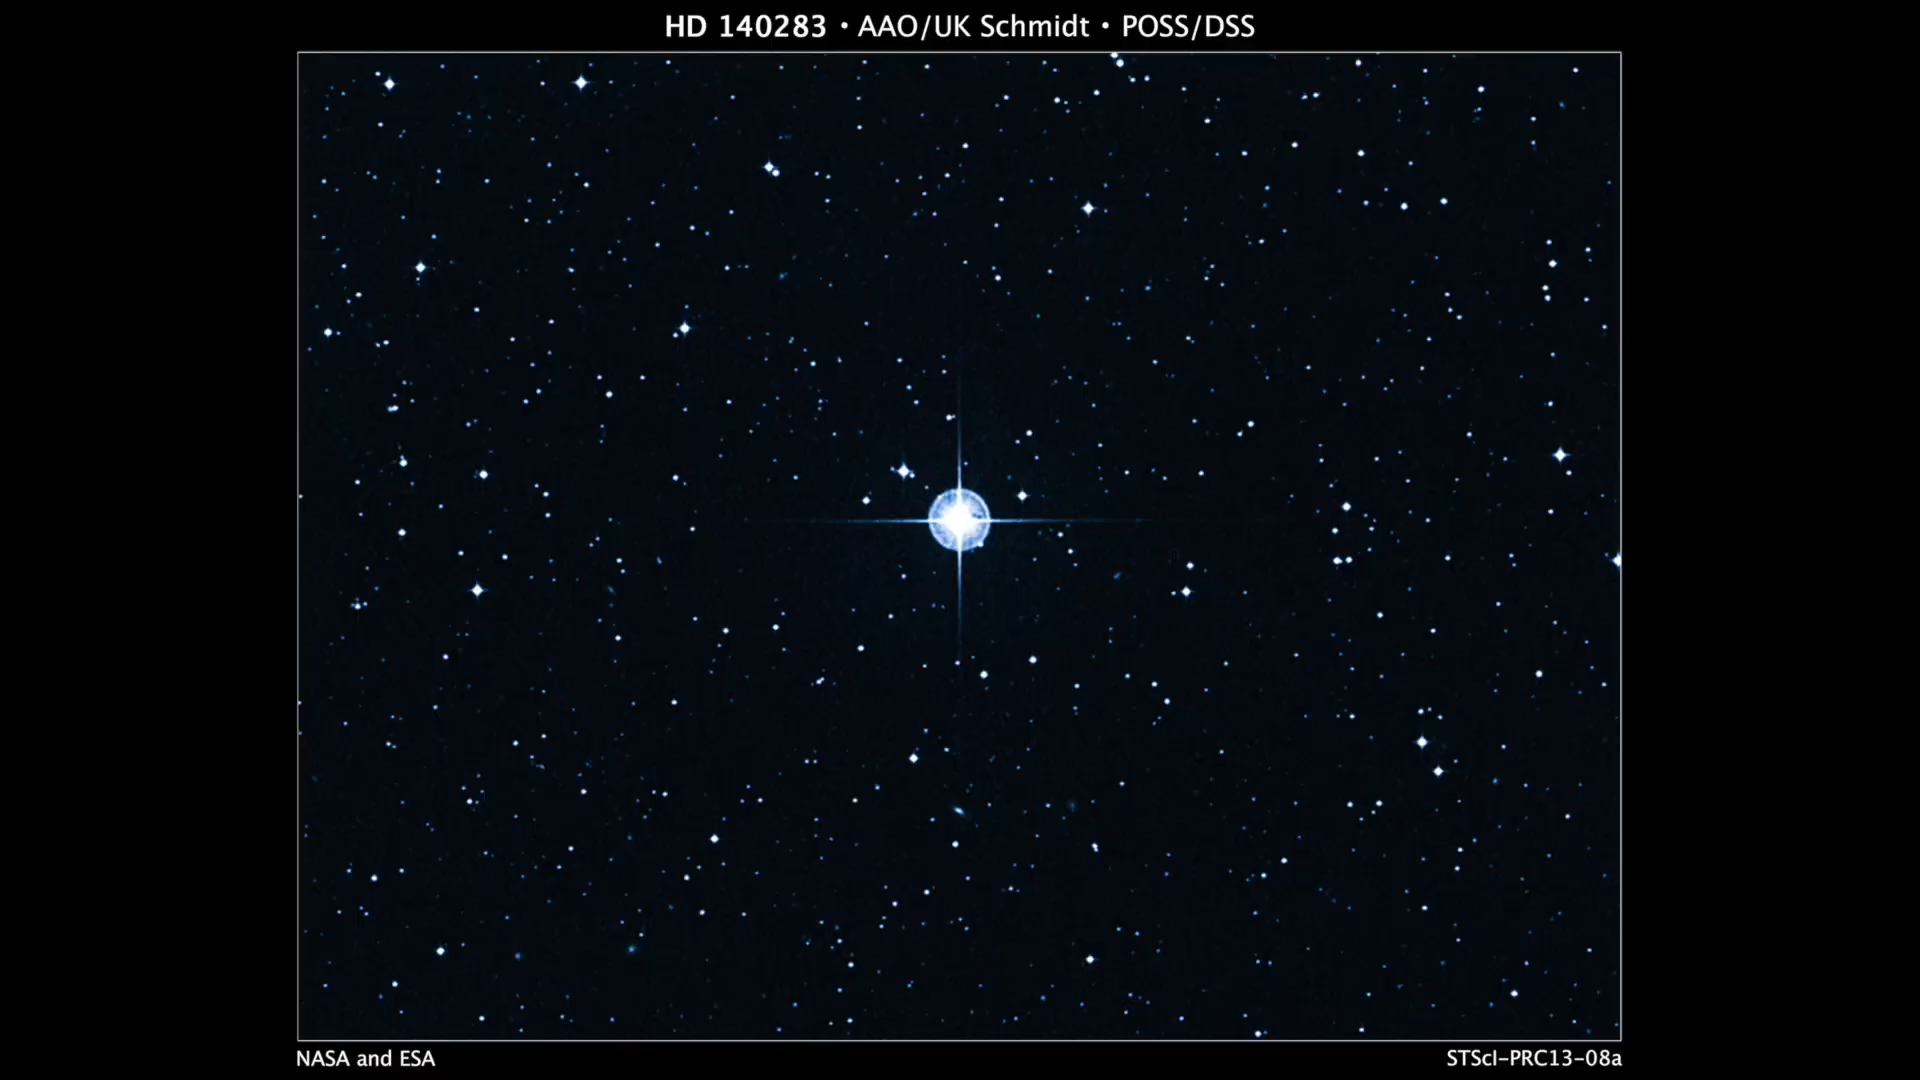 HD 140283 • AAO/UK Schmidt • POSS/DSS
NASA and ESA
STScI-PRC13-08a